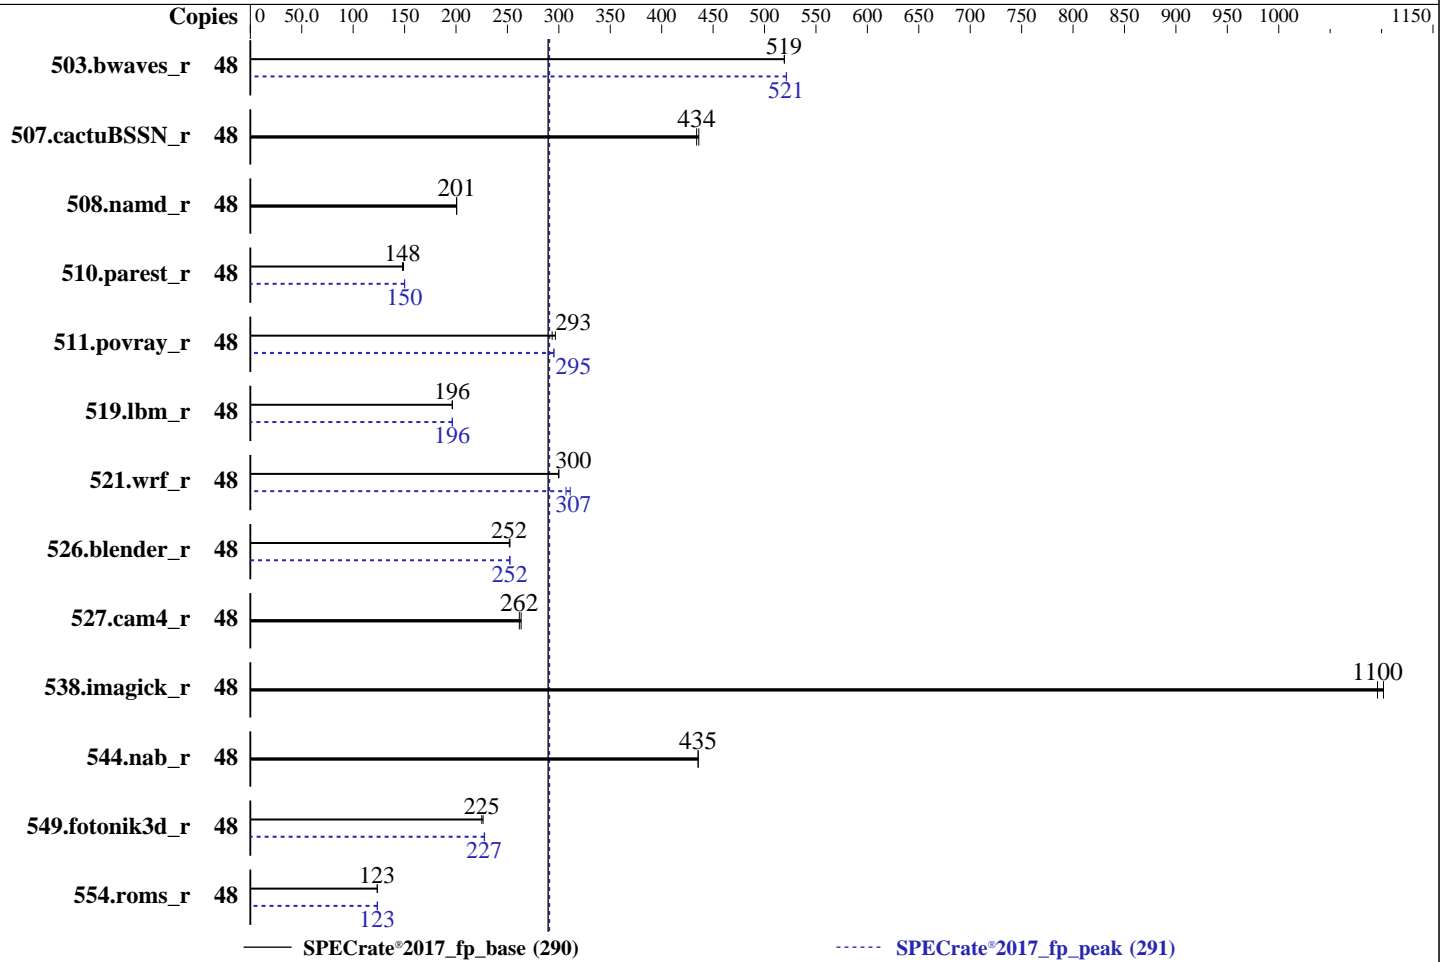 Copies 0 50.0 100 150 200 250 300 350 400 450 500 550 600 650 700 750 800 850 900 950 1000 1150
503.bwaves_r 48 519
521
507.cactuBSSN_r 48 434
508.namd_r 48 201
510.parest_r 48 148
150
511.povray_r 48 293
295
519.lbm_r 48 196
196
521.wrf_r 48 300
307
526.blender_r 48 252
252
527.cam4_r 48 262
538.imagick_r 48 1100
544.nab_r 48 435
549.fotonik3d_r 48 225
227
554.roms_r 48 123
123
SPECrate®2017_fp_base (290) SPECrate®2017_fp_peak (291)